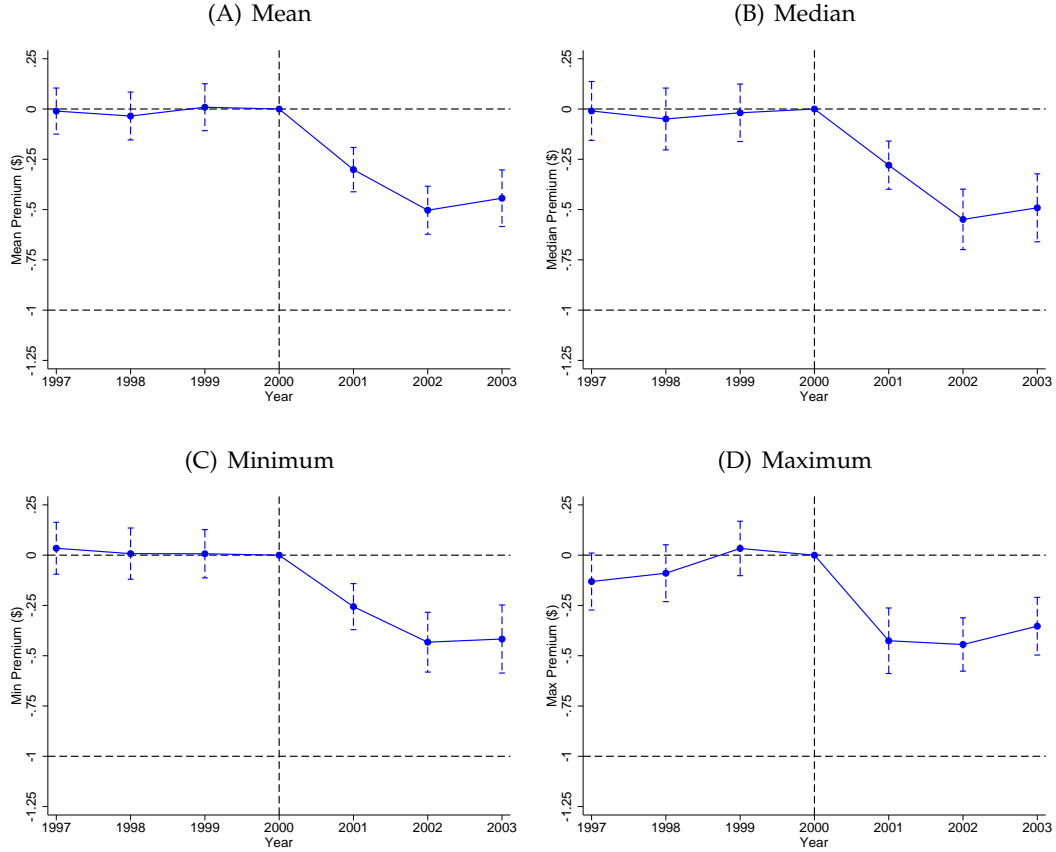 (A) Mean
.25
0
-.25
-.5
-.75
-1
-1.25
Mean Premium ($)
1997 1998 1999 2000 2001 2002 2003
Year
(B) Median
.25
0
-.25
-.5
-.75
-1
-1.25
Median Premium ($)
1997 1998 1999 2000 2001 2002 2003
Year
(C) Minimum
.25
0
-.25
-.5
-.75
-1
-1.25
Min Premium ($)
1997 1998 1999 2000 2001 2002 2003
Year
(D) Maximum
.25
0
-.25
-.5
-.75
-1
-1.25
Max Premium ($)
1997 1998 1999 2000 2001 2002 2003
Year